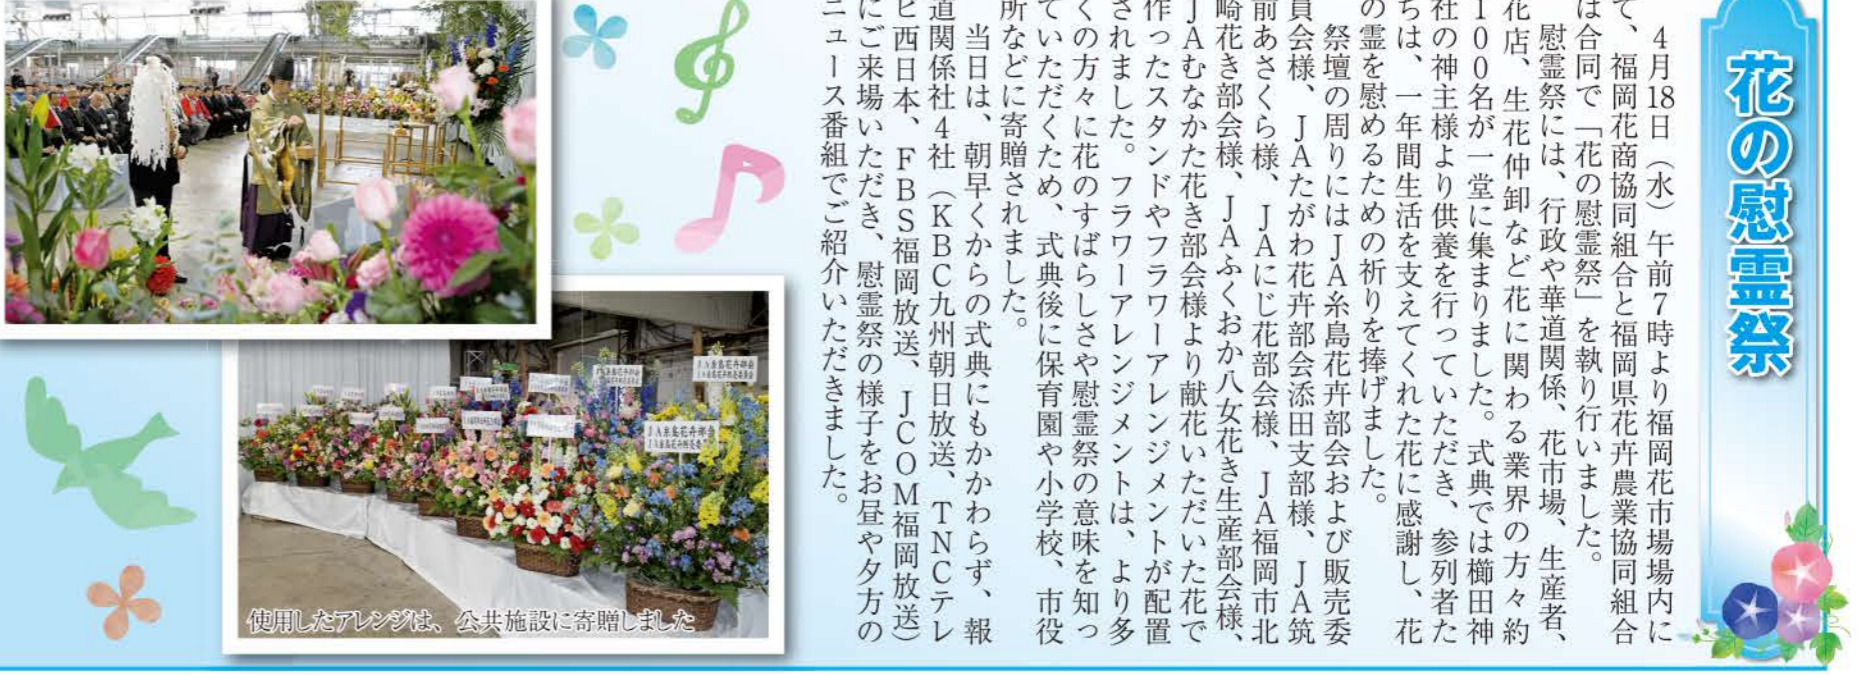 花の慰霊祭
４月18日（水）午前７時より福岡花市場場内に
て、福岡花商協同組合と福岡県花卉農業協同組合
は合同で「花の慰霊祭」を執り行いました。
慰霊祭には、行政や華道関係、花市場、生産者、
花店、生花仲卸など花に関わる業界の方々約
１００名が一堂に集まりました。式典では櫛田神
社の神主様より供養を行っていただき、参列者た
ちは、一年間生活を支えてくれた花に感謝し、花
の霊を慰めるための祈りを捧げました。
祭壇の周りにはＪＡ糸島花卉部会および販売委
員会様、ＪＡたがわ花卉部会添田支部様、ＪＡ筑
前あさくら様、ＪＡにじ花部会様、ＪＡ福岡市北
崎花き部会様、ＪＡふくおか八女花き生産部会様、
ＪＡむなかた花き部会様より献花いただいた花で
作ったスタンドやフラワーアレンジメントが配置
されました。フラワーアレンジメントは、より多
くの方々に花のすばらしさや慰霊祭の意味を知っ
ていただくため、式典後に保育園や小学校、市役
所などに寄贈されました。
当日は、朝早くからの式典にもかかわらず、報
道関係社４社（ＫＢＣ九州朝日放送、ＴＮＣテレ
ビ西日本、ＦＢＳ福岡放送、ＪＣＯＭ福岡放送）
にご来場いただき、慰霊祭の様子をお昼や夕方の
ニュース番組でご紹介いただきました。
ＪＡ糸島花卉部会
使用したアレンジは、公共施設に寄贈しました